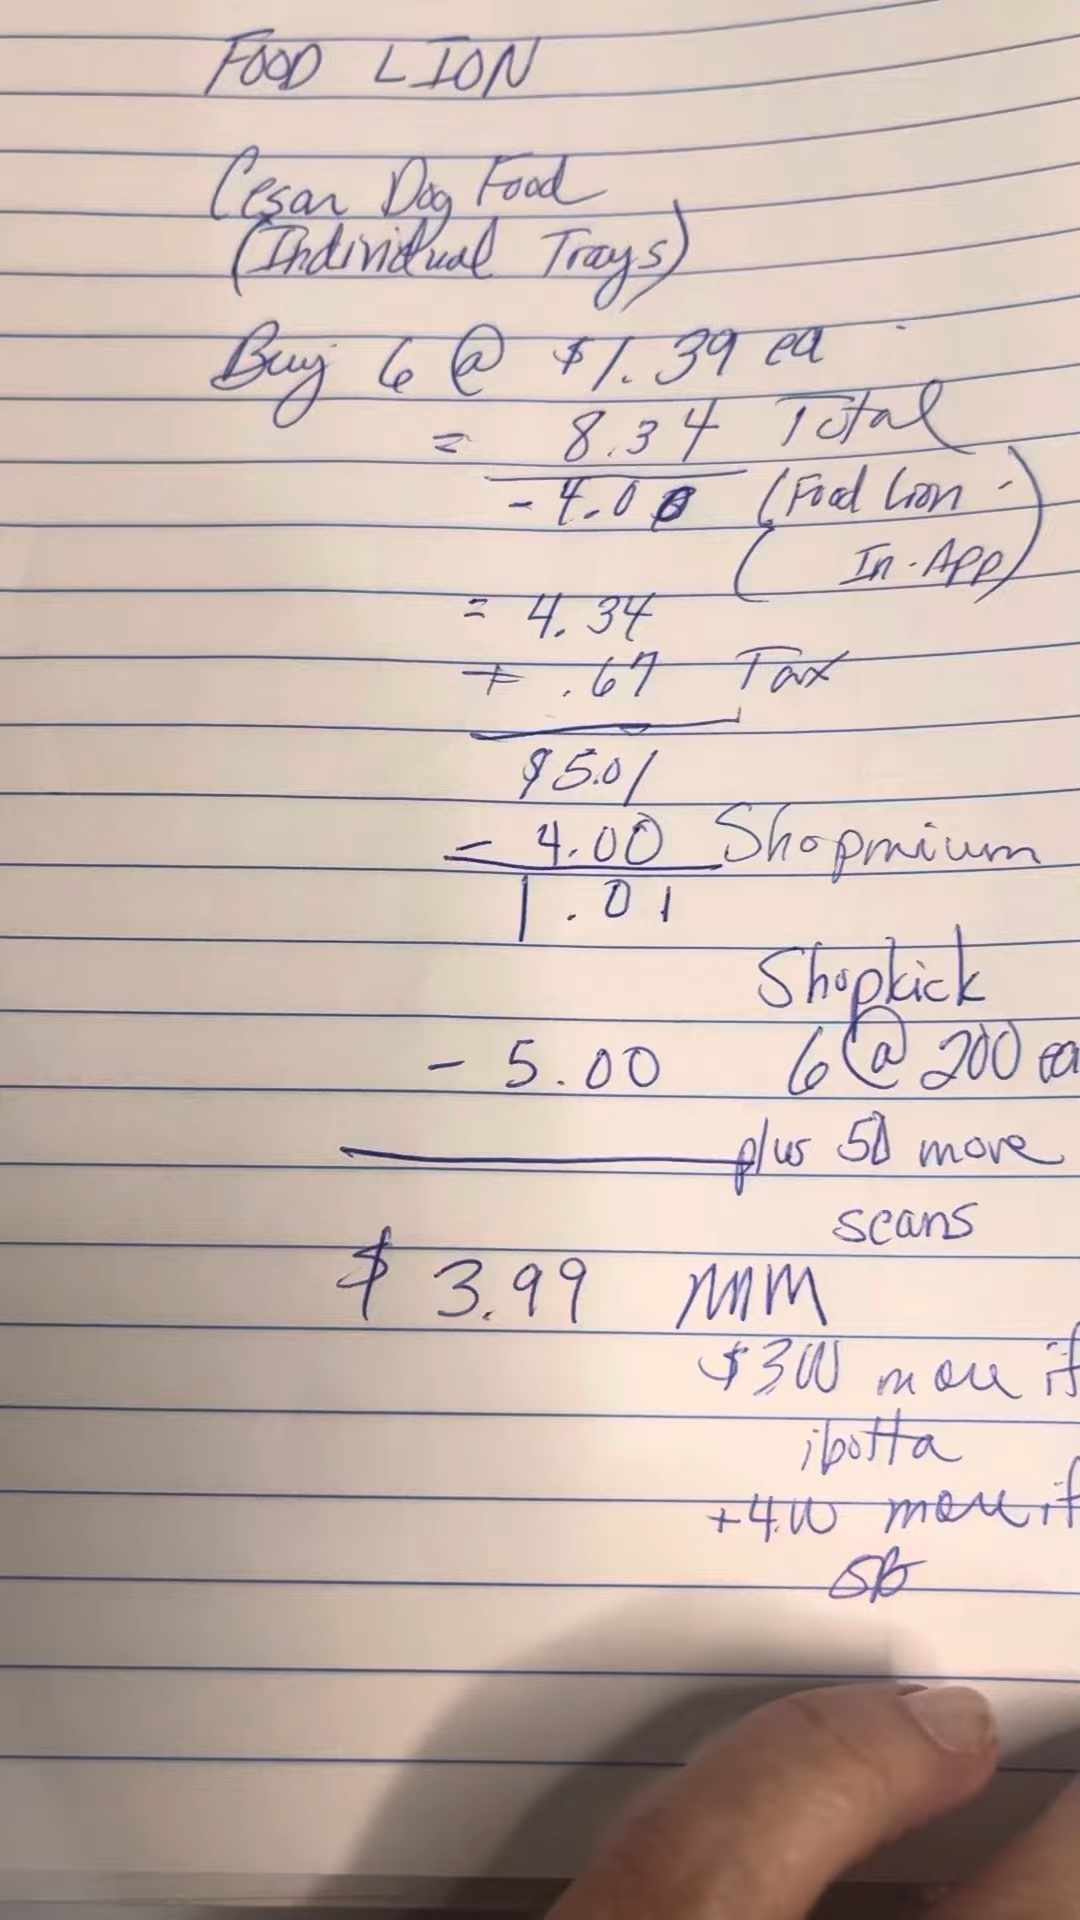 FOOD LION
Cesar Dog Food
(Individual Trays)
Buy 6 @ $1.39 ea
= 8.34 Total
- 4.00 (Food Lion
In-App)
= 4.34
+ .67 Tax
$5.01
- 4.00 Shopmium
1.01
Shopkick
- 5.00 6 @ 200 ea
plus 50 more
scans
$ 3.99 MM
$3.00 more if
ibotta
+4.00 more if
SB